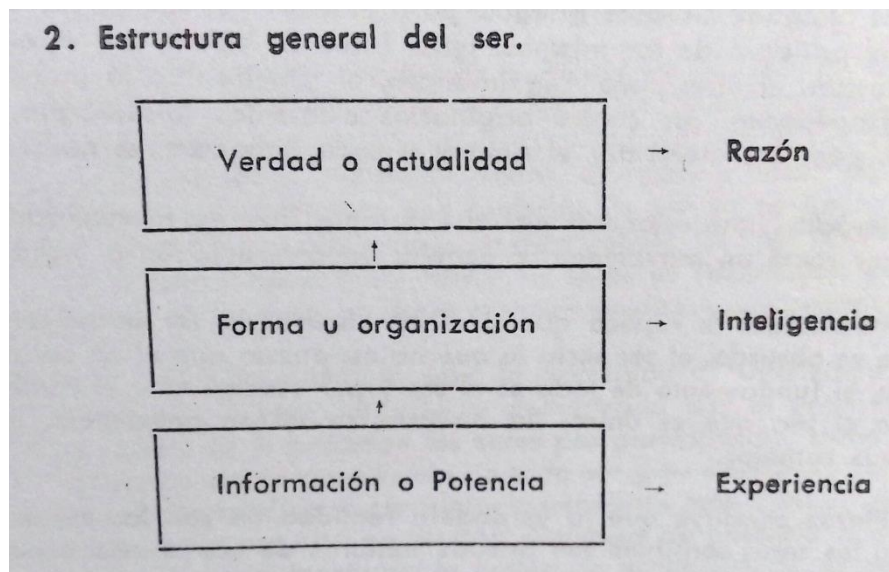 2. Estructura general del ser.
Verdad o actualidad → Razón
↑
Forma u organización → Inteligencia
↑
Información o Potencia → Experiencia